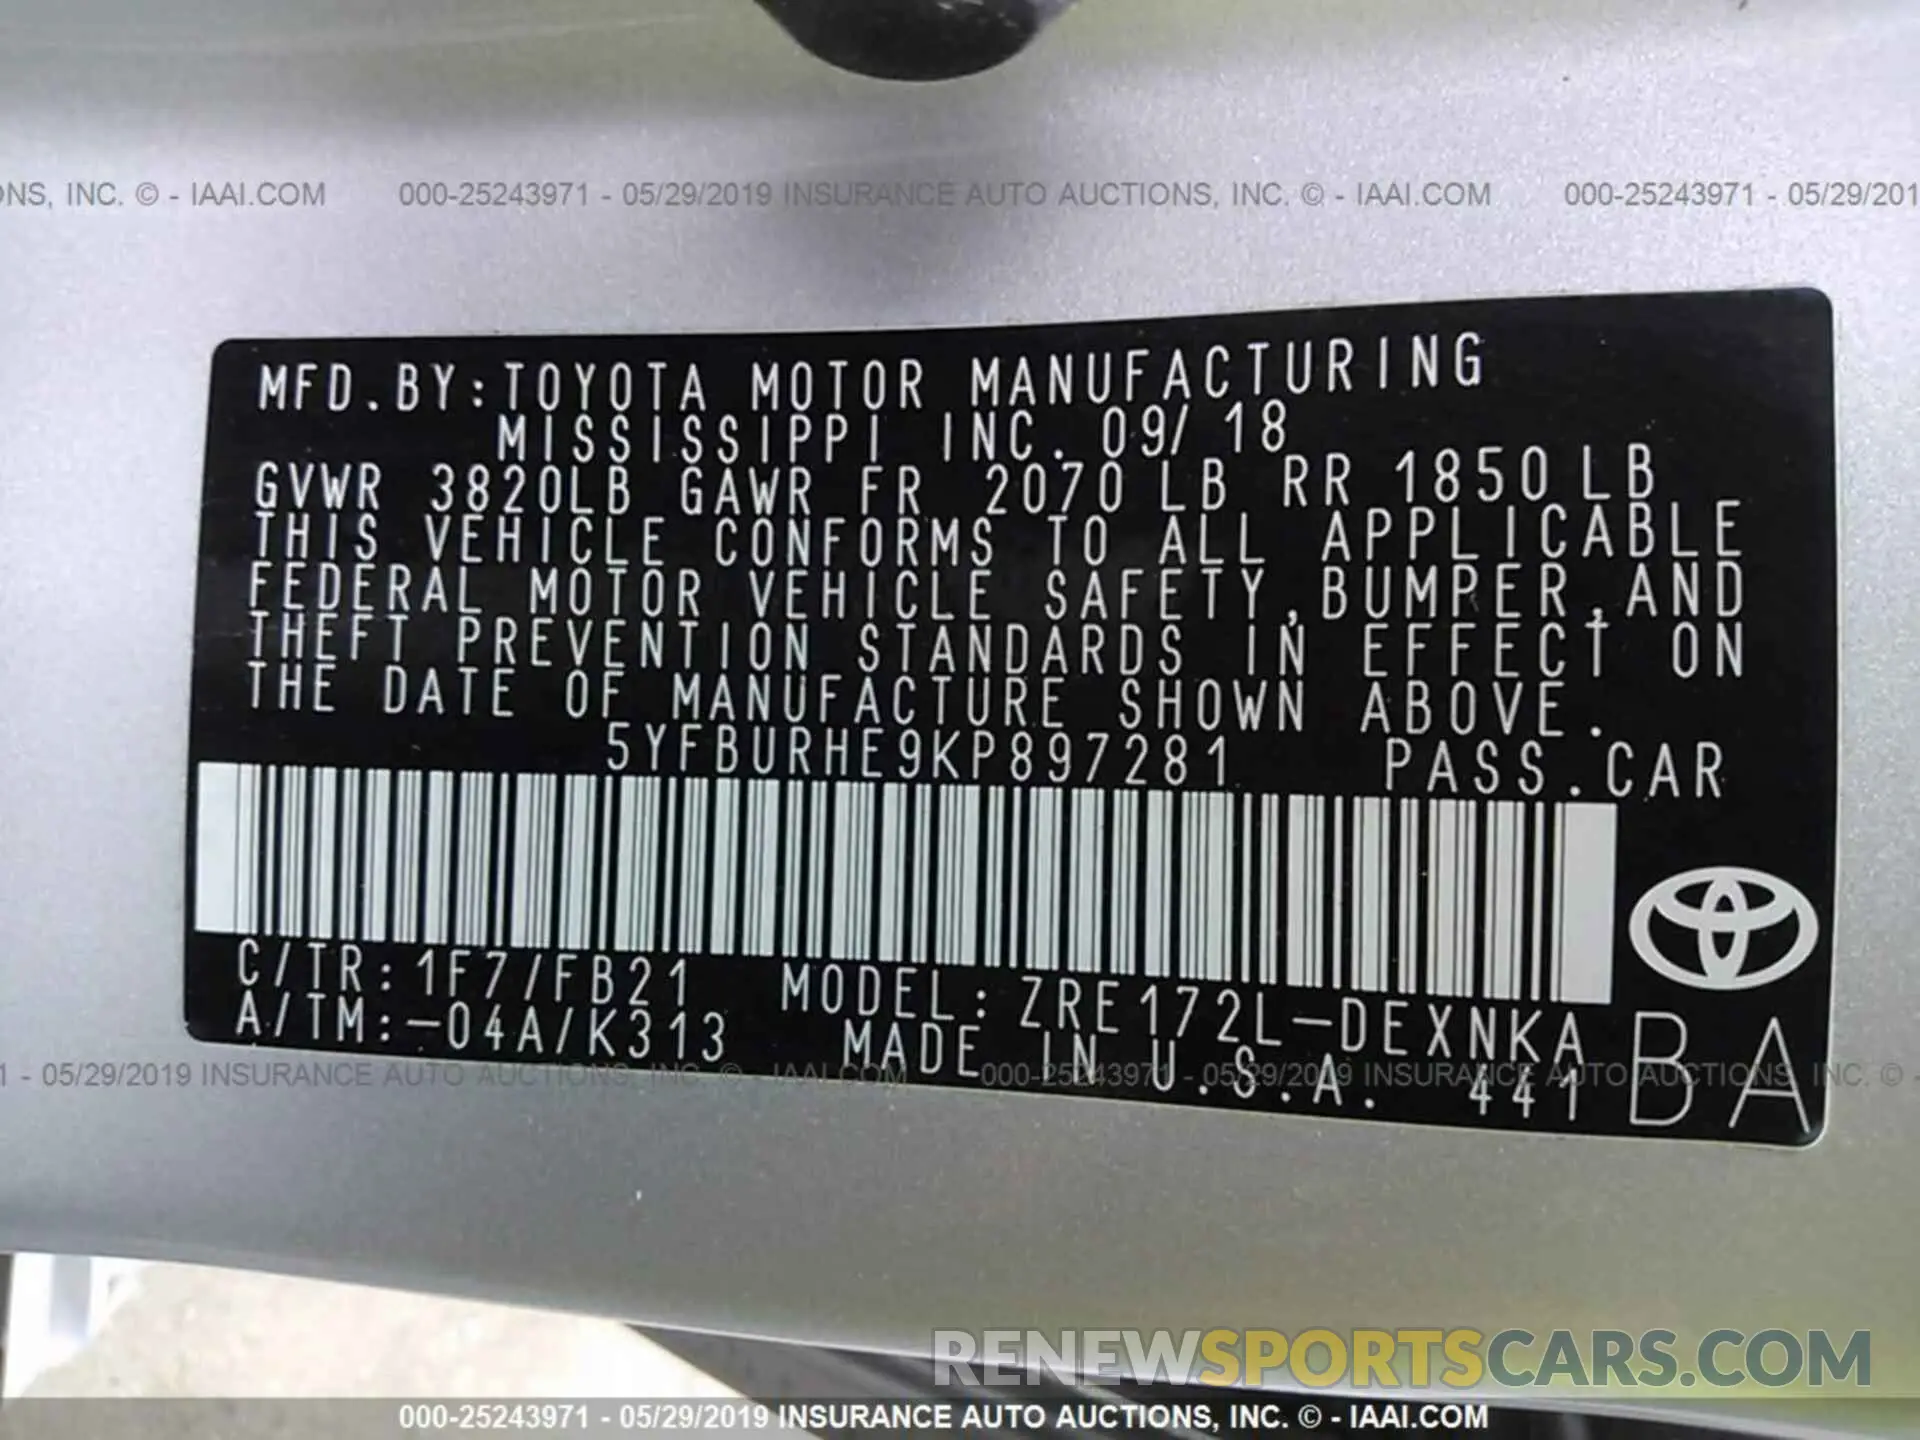 ONS, INC. © - IAAI.COM 000-25243971 - 05/29/2019 INSURANCE AUTO AUCTIONS, INC. © - IAAI.COM 000-25243971 - 05/29/201
MFD.BY:TOYOTA MOTOR MANUFACTURING
MISSISSIPPI INC. 09/ 18
GVWR 3820LB GAWR FR 2070 LB RR 1850 LB
THIS VEHICLE CONFORMS TO ALL APPLICABLE
FEDERAL MOTOR VEHICLE SAFETY,BUMPER,AND
THEFT PREVENTION STANDARDS IN EFFECT ON
THE DATE OF MANUFACTURE SHOWN ABOVE.
5YFBURHE9KP897281 PASS.CAR
C/TR:1F7/FB21 MODEL:ZRE172L-DEXNKA
A/TM:-04A/K313 MADE IN U.S.A. 441 BA
1 - 05/29/2019 INSURANCE AUTO AUCTIONS, INC. © - IAAI.COM 000-25243971 - 05/29/2019 INSURANCE AUTO AUCTIONS, INC. © -
RENEWSPORTSCARS.COM
000-25243971 - 05/29/2019 INSURANCE AUTO AUCTIONS, INC. © - IAAI.COM